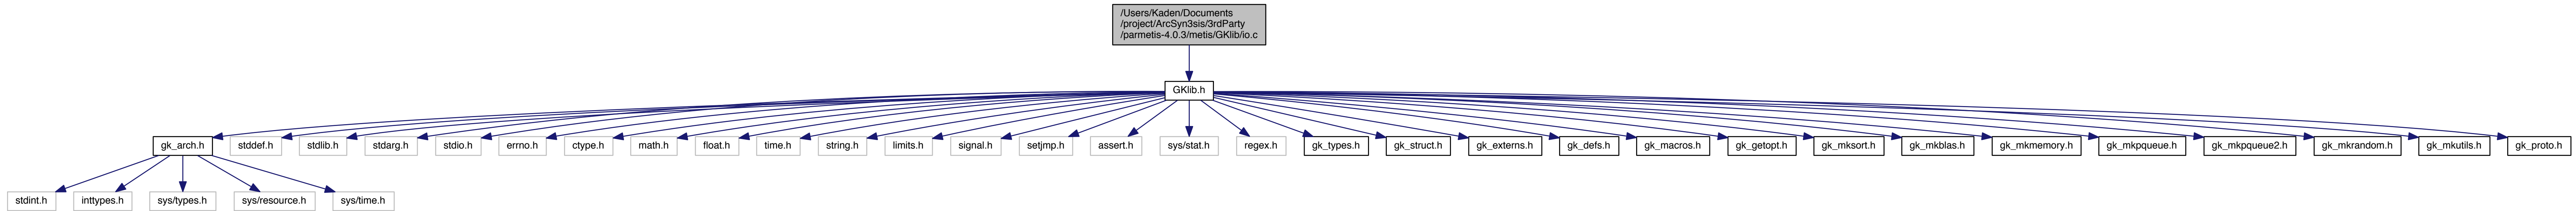 /Users/Kaden/Documents
/project/ArcSyn3sis/3rdParty
/parmetis-4.0.3/metis/GKlib/io.c
GKlib.h
gk_arch.h
stddef.h
stdlib.h
stdarg.h
stdio.h
errno.h
ctype.h
math.h
float.h
time.h
string.h
limits.h
signal.h
setjmp.h
assert.h
sys/stat.h
regex.h
gk_types.h
gk_struct.h
gk_externs.h
gk_defs.h
gk_macros.h
gk_getopt.h
gk_mksort.h
gk_mkblas.h
gk_mkmemory.h
gk_mkpqueue.h
gk_mkpqueue2.h
gk_mkrandom.h
gk_mkutils.h
gk_proto.h
stdint.h
inttypes.h
sys/types.h
sys/resource.h
sys/time.h